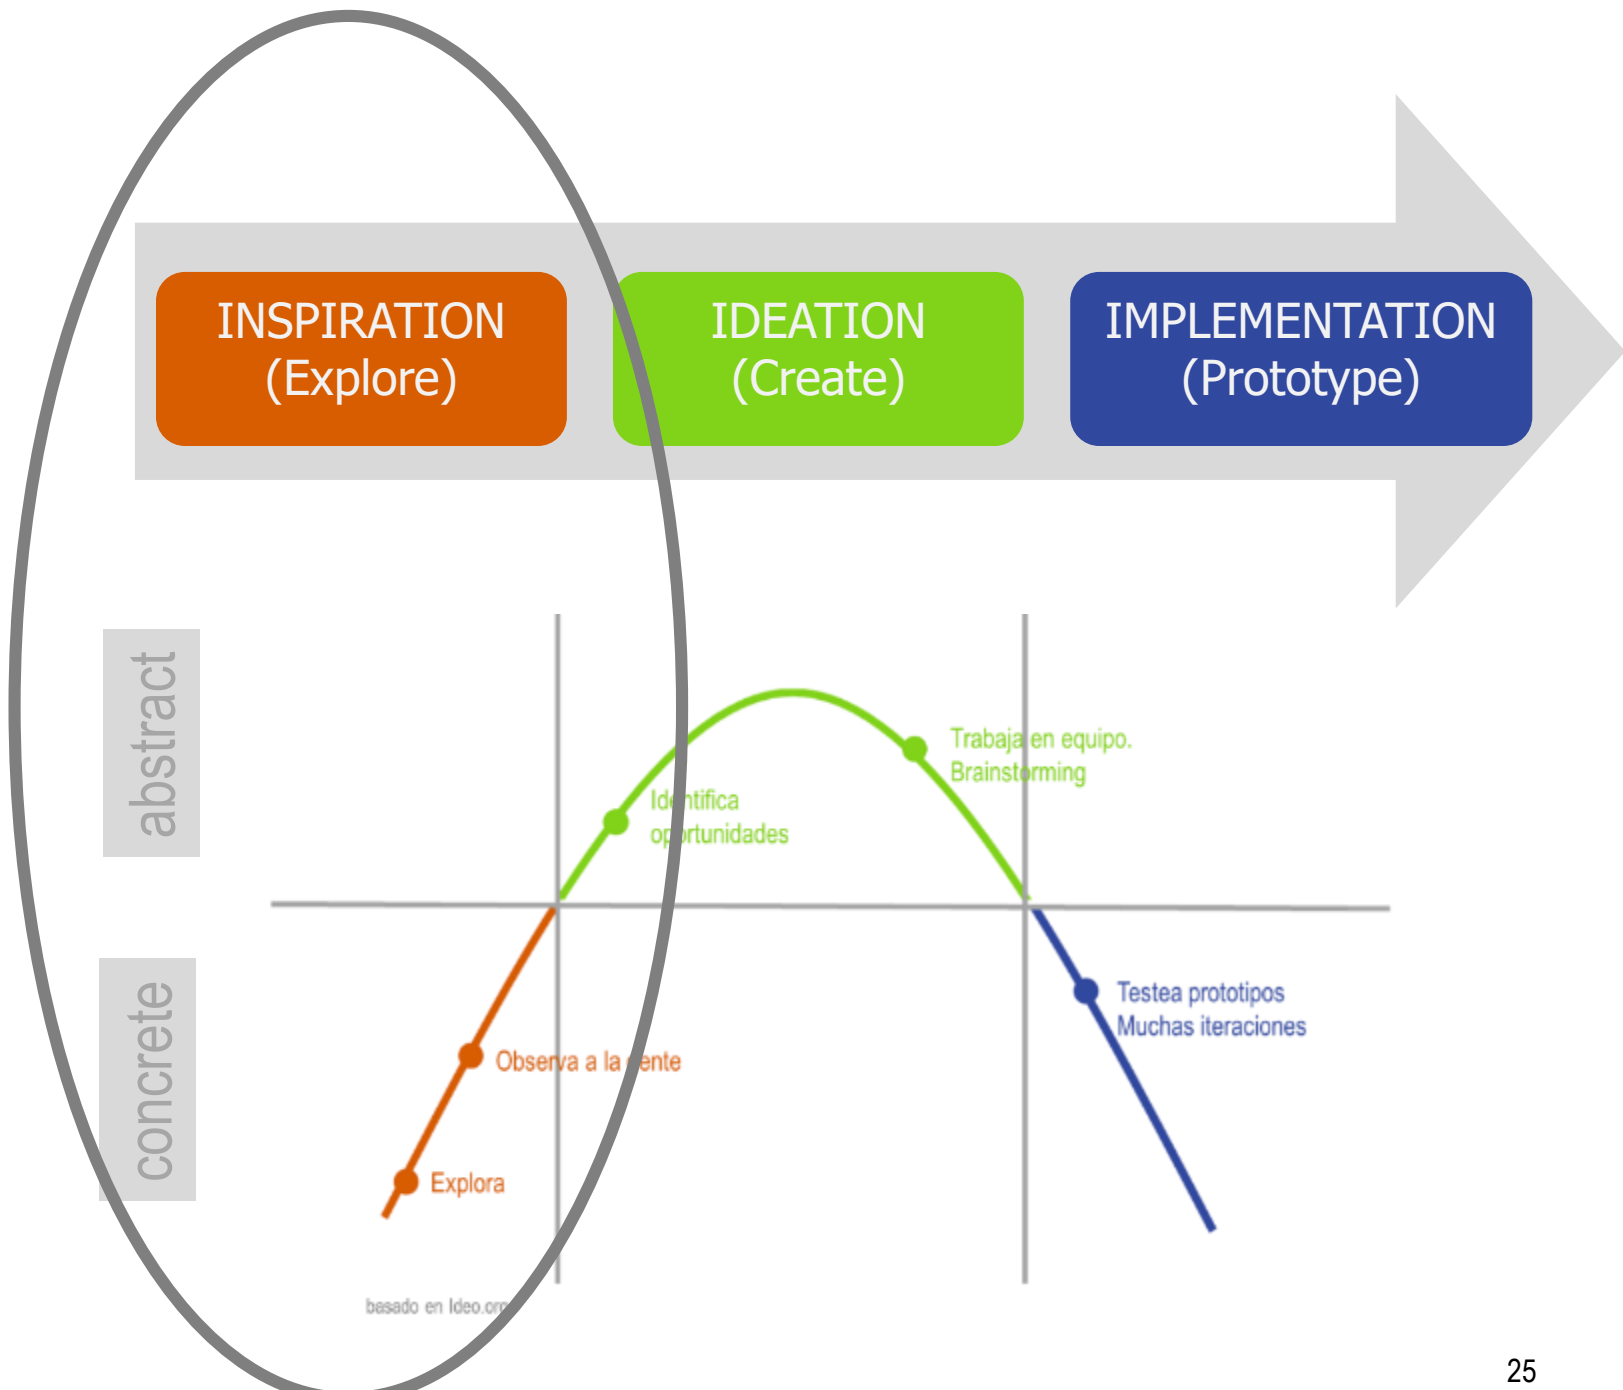 INSPIRATION
(Explore)
IDEATION
(Create)
IMPLEMENTATION
(Prototype)
abstract
concrete
Trabaja en equipo.
Brainstorming
Identifica
oportunidades
Testea prototipos
Muchas iteraciones
Observa a la gente
Explora
basado en Ideo.org
25